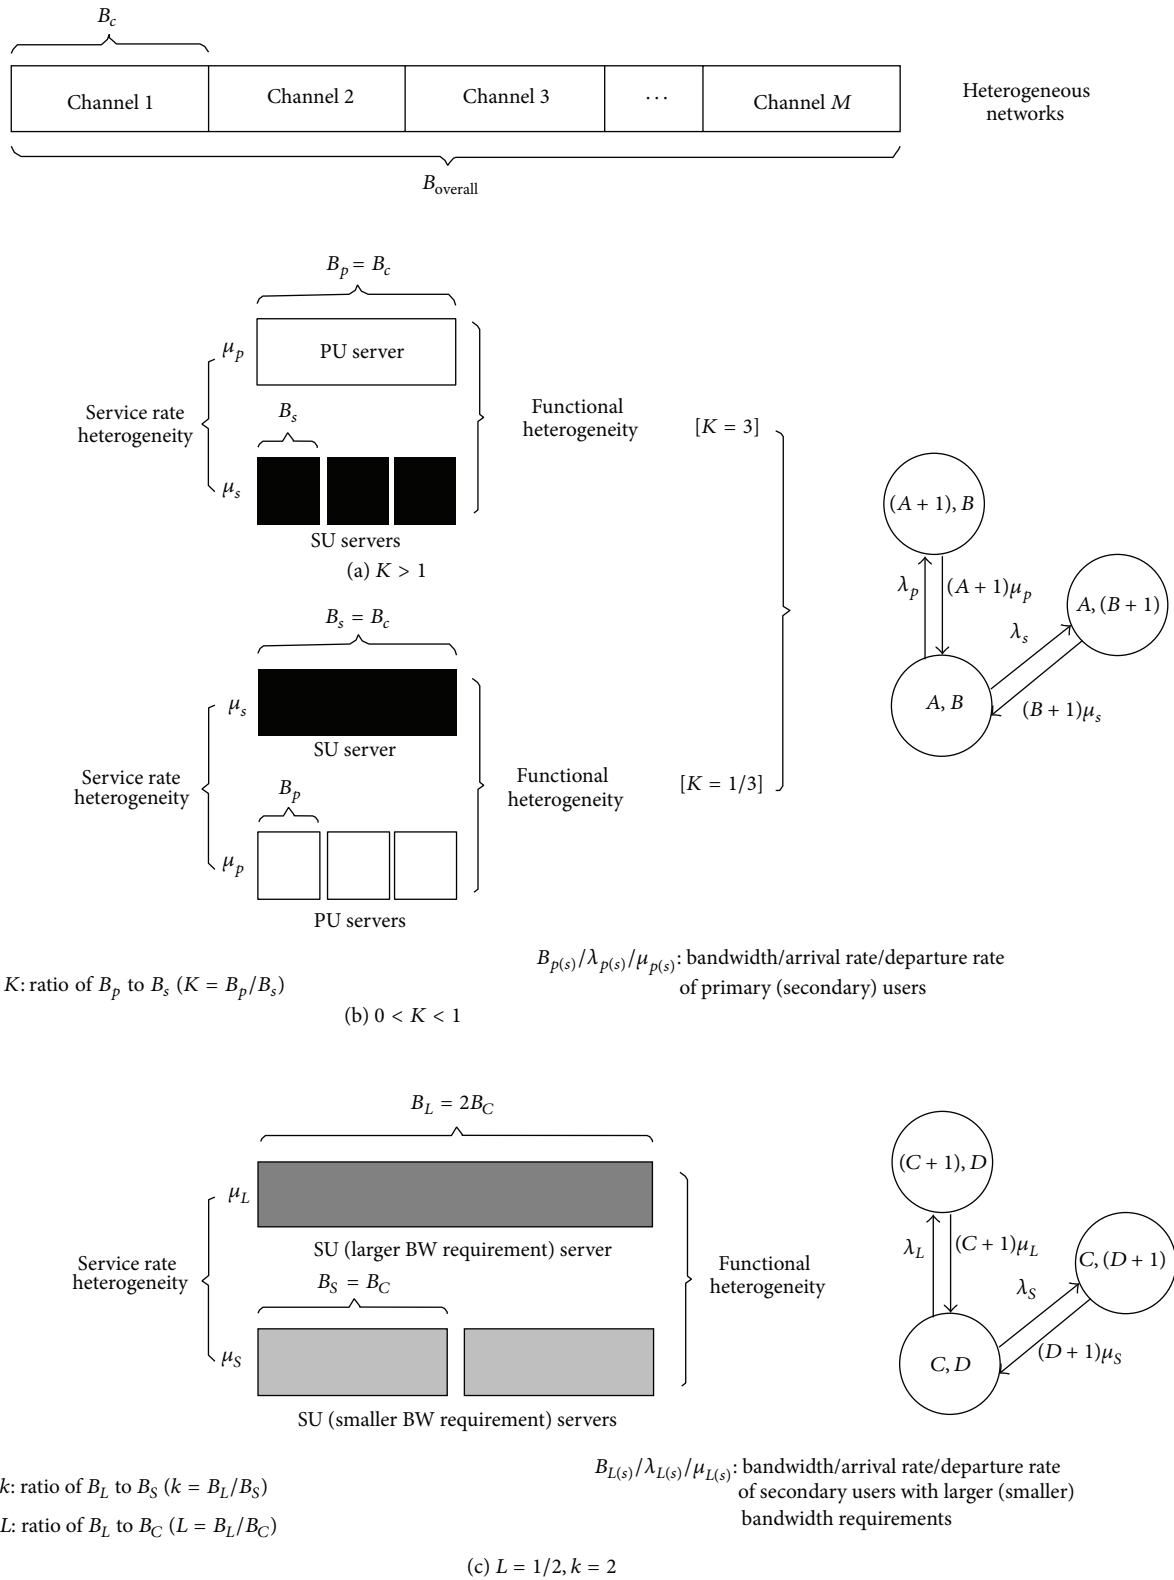 B_c
Channel 1
Channel 2
Channel 3
...
Channel M
Heterogeneous
networks
B_overall
B_p = B_c
μ_p
PU server
Service rate
heterogeneity
B_s
Functional
heterogeneity
[K = 3]
μ_s
SU servers
(a) K > 1
(A + 1), B
λ_p
(A + 1)μ_p
A, (B + 1)
λ_s
A, B
(B + 1)μ_s
B_s = B_c
μ_s
SU server
Service rate
heterogeneity
B_p
Functional
heterogeneity
[K = 1/3]
μ_p
PU servers
K: ratio of B_p to B_s (K = B_p/B_s)
B_p(s)/λ_p(s)/μ_p(s): bandwidth/arrival rate/departure rate
of primary (secondary) users
(b) 0 < K < 1
B_L = 2B_C
μ_L
SU (larger BW requirement) server
Service rate
heterogeneity
B_S = B_C
Functional
heterogeneity
μ_S
SU (smaller BW requirement) servers
(C + 1), D
λ_L
(C + 1)μ_L
C, (D + 1)
λ_S
C, D
(D + 1)μ_S
k: ratio of B_L to B_S (k = B_L/B_S)
L: ratio of B_L to B_C (L = B_L/B_C)
B_L(s)/λ_L(s)/μ_L(s): bandwidth/arrival rate/departure rate
of secondary users with larger (smaller)
bandwidth requirements
(c) L = 1/2, k = 2